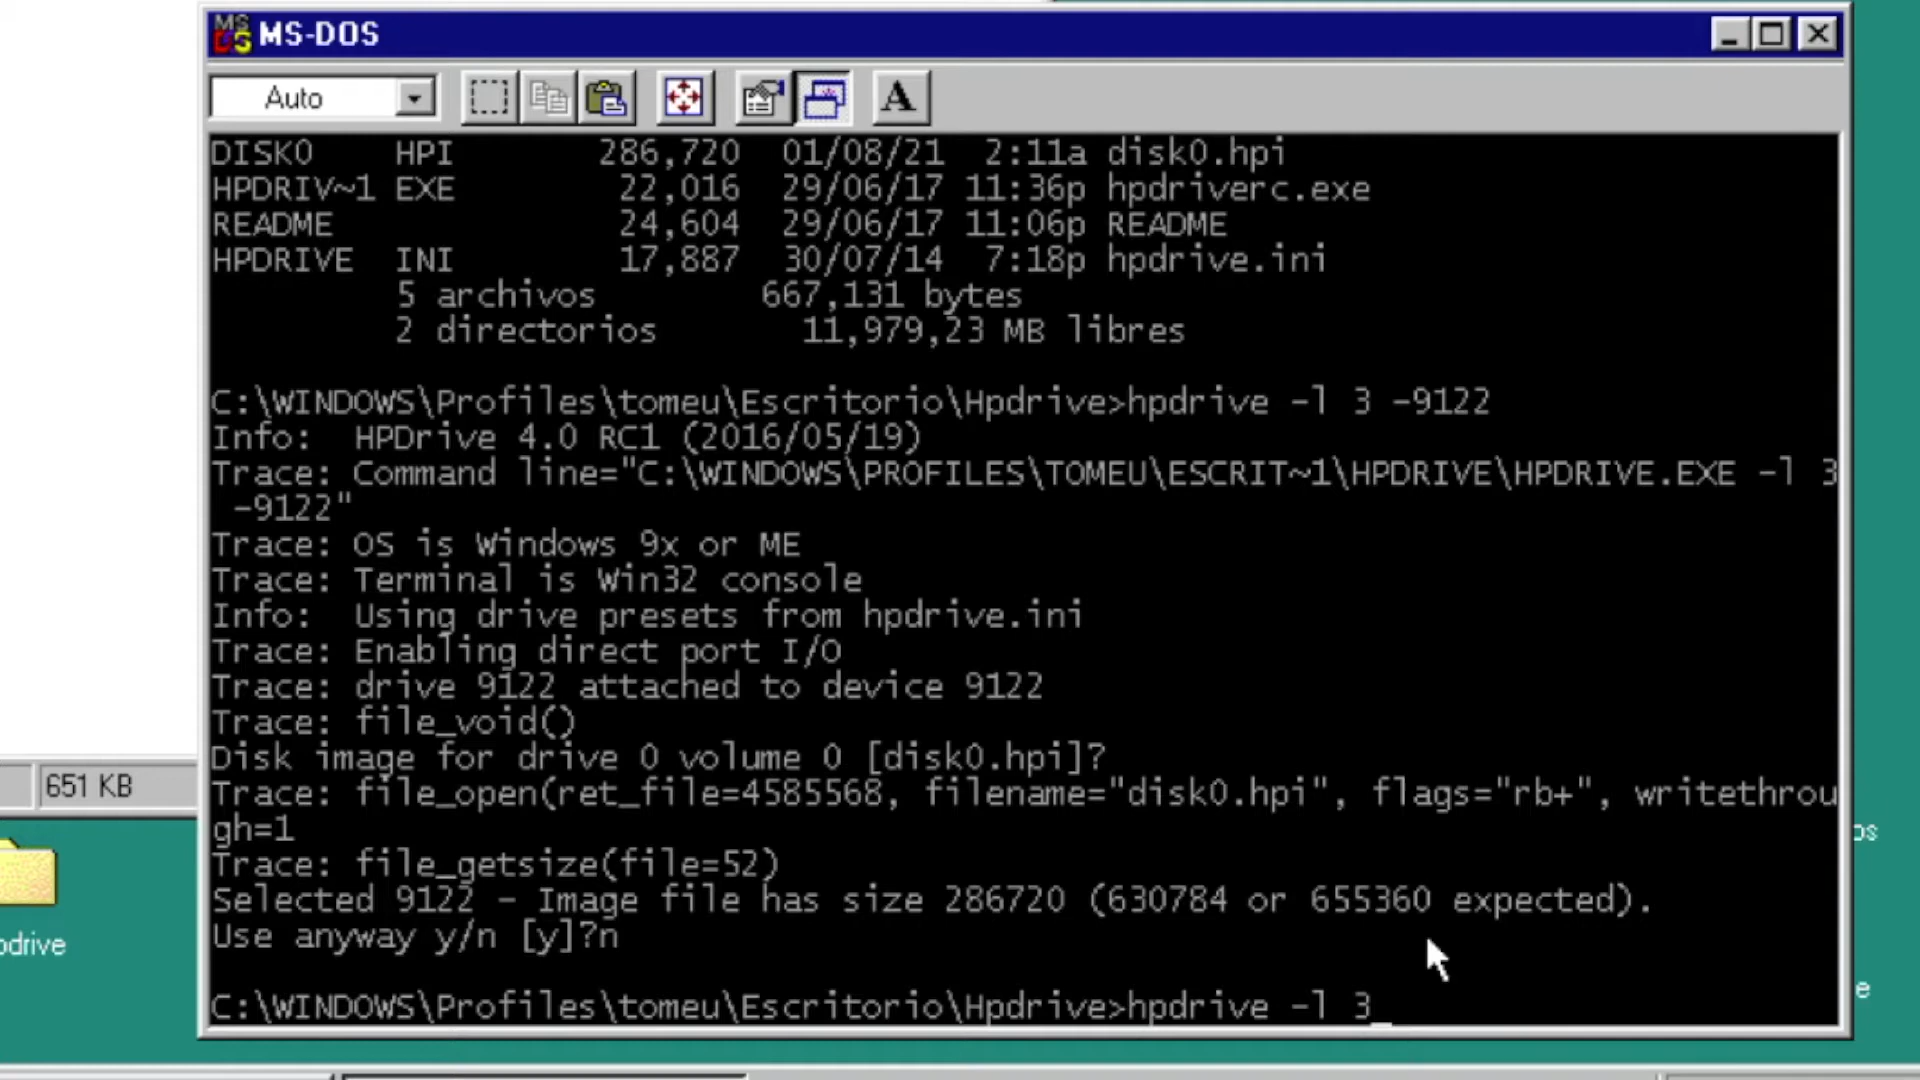 MS-DOS
Auto
A
DISK0 HPI 286,720 01/08/21 2:11a disk0.hpi
HPDRIV~1 EXE 22,016 29/06/17 11:36p hpdriverc.exe
README 24,604 29/06/17 11:06p README
HPDRIVE INI 17,887 30/07/14 7:18p hpdrive.ini
5 archivos 667,131 bytes
2 directorios 11,979,23 MB libres
C:\WINDOWS\Profiles\tomeu\Escritorio\Hpdrive>hpdrive -l 3 -9122
Info: HPDrive 4.0 RC1 (2016/05/19)
Trace: Command line="C:\WINDOWS\PROFILES\TOMEU\ESCRIT~1\HPDRIVE\HPDRIVE.EXE -l 3
-9122"
Trace: OS is Windows 9x or ME
Trace: Terminal is Win32 console
Info: Using drive presets from hpdrive.ini
Trace: Enabling direct port I/O
Trace: drive 9122 attached to device 9122
Trace: file_void()
Disk image for drive 0 volume 0 [disk0.hpi]?
Trace: file_open(ret_file=4585568, filename="disk0.hpi", flags="rb+", writethrou
gh=1
Trace: file_getsize(file=52)
Selected 9122 - Image file has size 286720 (630784 or 655360 expected).
Use anyway y/n [y]?n
C:\WINDOWS\Profiles\tomeu\Escritorio\Hpdrive>hpdrive -l 3_
651 KB
odrive
os
e